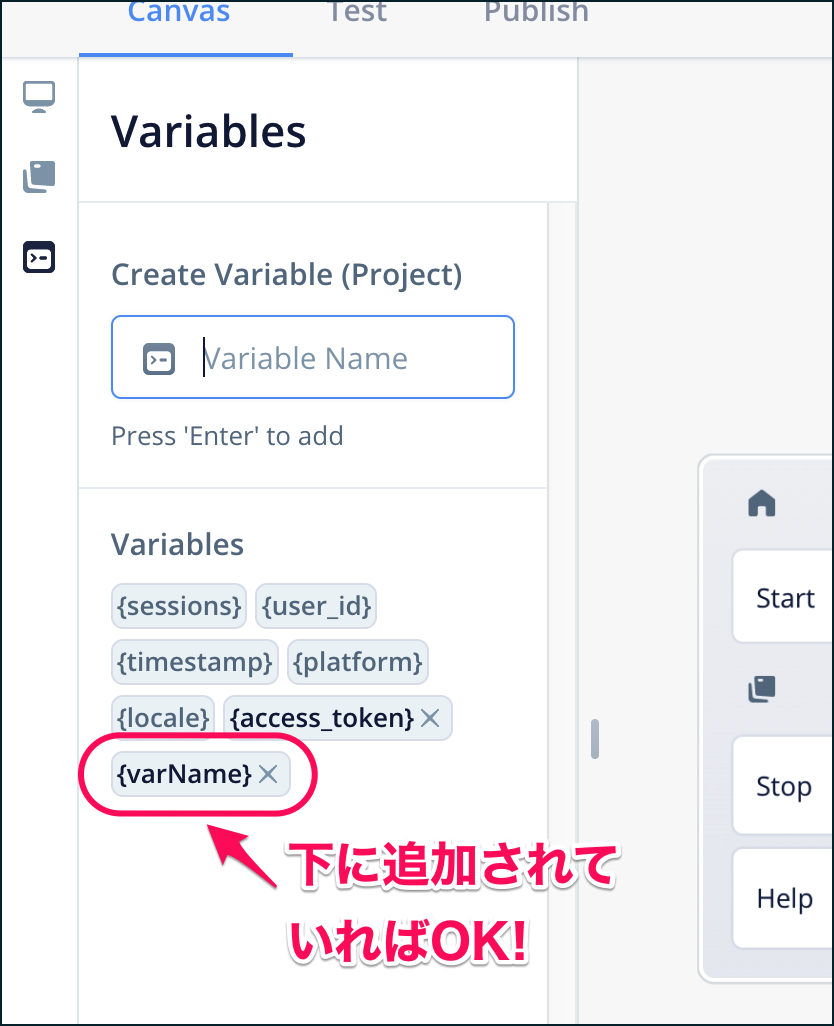 Canvas Test Publish
Variables
Create Variable (Project)
Variable Name
Press 'Enter' to add
Variables
{sessions} {user_id}
{timestamp} {platform}
{locale} {access_token}
{varName}
下に追加されて
いればOK!
Start
Stop
Help